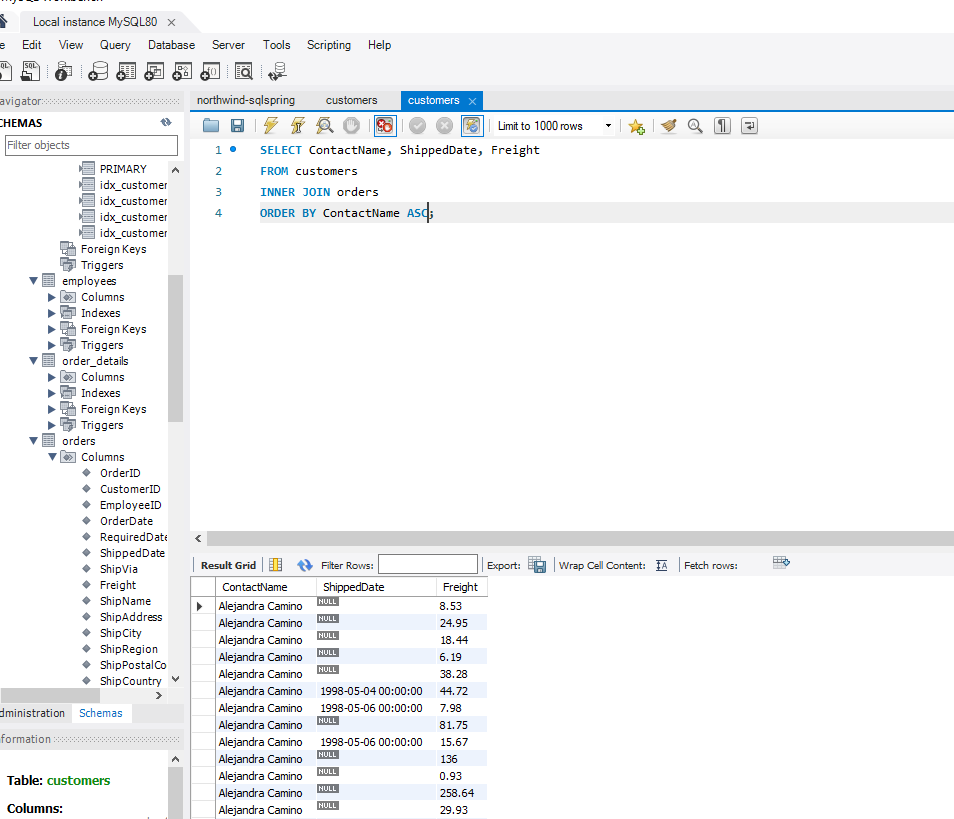 Local instance MySQL80
Edit View Query Database Server Tools Scripting Help
northwind-sqlspring customers customers
Limit to 1000 rows
Filter objects
PRIMARY
idx_customer
idx_customer
idx_customer
idx_customer
Foreign Keys
Triggers
employees
Columns
Indexes
Foreign Keys
Triggers
order_details
Columns
Indexes
Foreign Keys
Triggers
orders
Columns
OrderID
CustomerID
EmployeeID
OrderDate
RequiredDate
ShippedDate
ShipVia
Freight
ShipName
ShipAddress
ShipCity
ShipRegion
ShipPostalCo
ShipCountry
dministration Schemas
nformation
Table: customers
Columns:
1 SELECT ContactName, ShippedDate, Freight
2 FROM customers
3 INNER JOIN orders
4 ORDER BY ContactName ASC;
Result Grid Filter Rows: Export: Wrap Cell Content: Fetch rows:
ContactName ShippedDate Freight
Alejandra Camino NULL 8.53
Alejandra Camino NULL 24.95
Alejandra Camino NULL 18.44
Alejandra Camino NULL 6.19
Alejandra Camino NULL 38.28
Alejandra Camino 1998-05-04 00:00:00 44.72
Alejandra Camino 1998-05-06 00:00:00 7.98
Alejandra Camino NULL 81.75
Alejandra Camino 1998-05-06 00:00:00 15.67
Alejandra Camino NULL 136
Alejandra Camino NULL 0.93
Alejandra Camino NULL 258.64
Alejandra Camino NULL 29.93